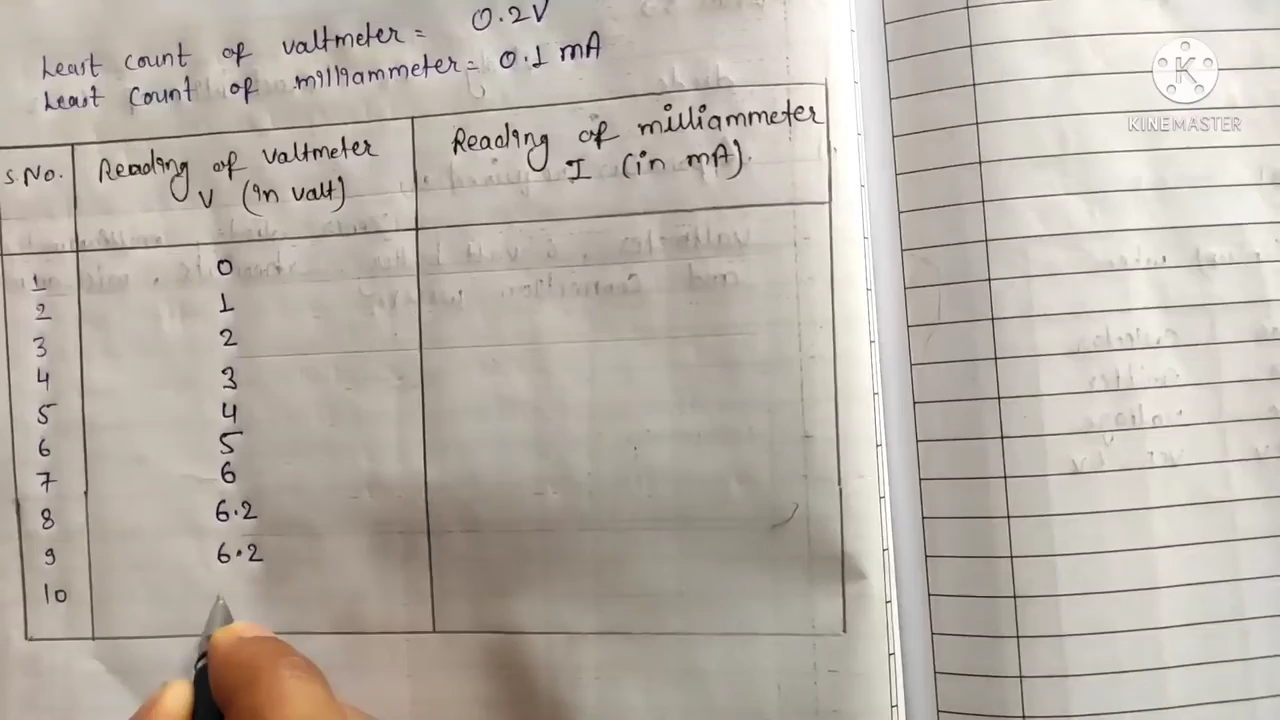 Least count of valtmeter = 0.2V
Least count of milliammeter = 0.1 mA
S.No. Reading of valtmeter V (in valt) Reading of milliammeter I (in mA).
1 0
2 1
3 2
4 3
5 4
6 5
7 6
8 6.2
9 6.2
10
K
KINEMASTER